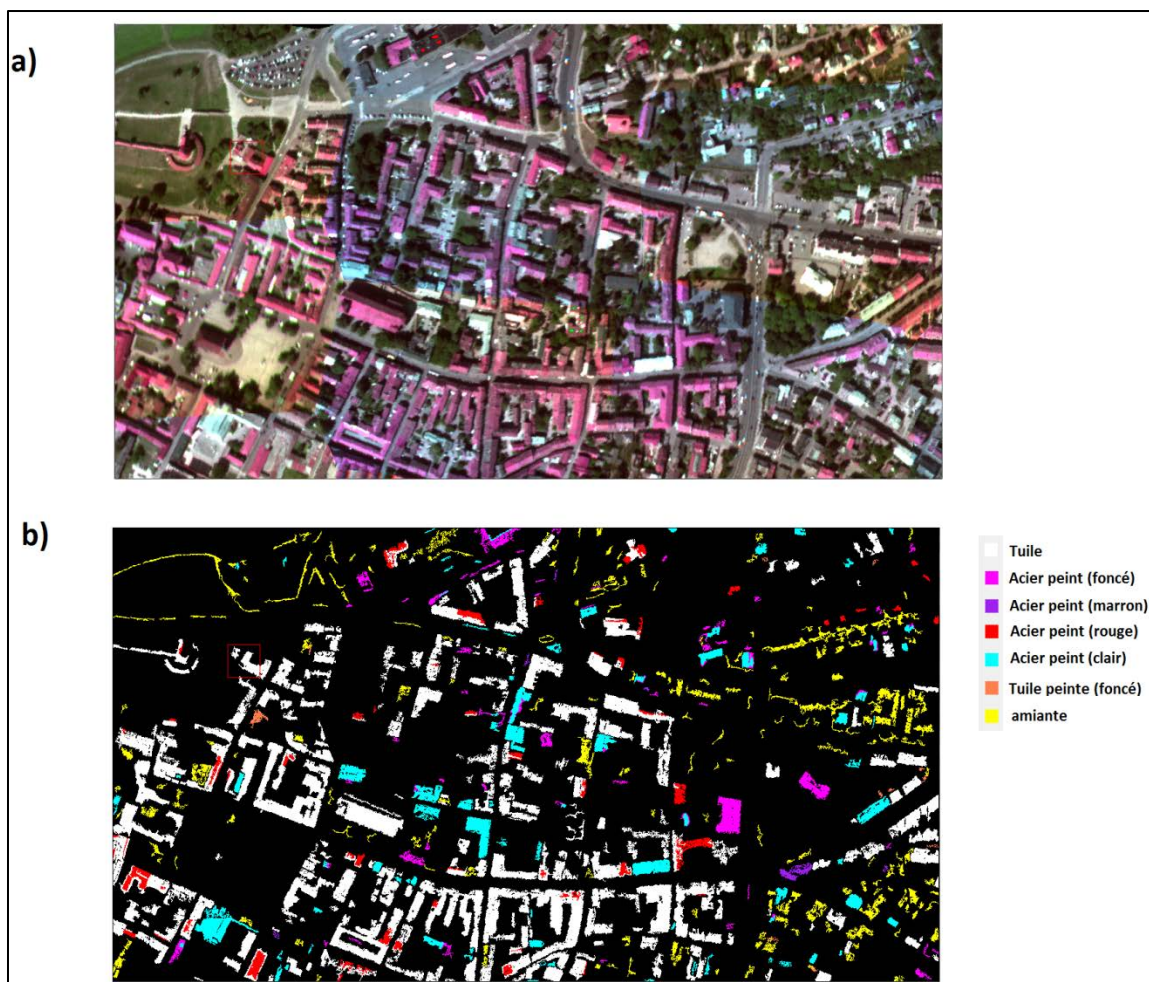 a)
b)
Tuile
Acier peint (foncé)
Acier peint (marron)
Acier peint (rouge)
Acier peint (clair)
Tuile peinte (foncé)
amiante